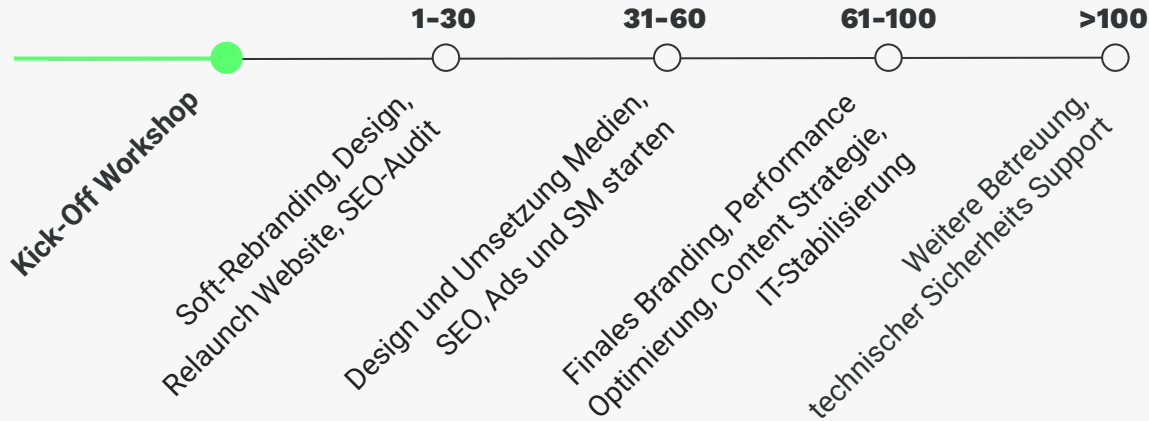 1-30
31-60
61-100
>100
Kick-Off Workshop
Soft-Rebranding, Design,
Relaunch Website, SEO-Audit
Design und Umsetzung Medien,
SEO, Ads und SM starten
Finales Branding, Performance
Optimierung, Content Strategie,
IT-Stabilisierung
Weitere Betreuung,
technischer Sicherheits Support